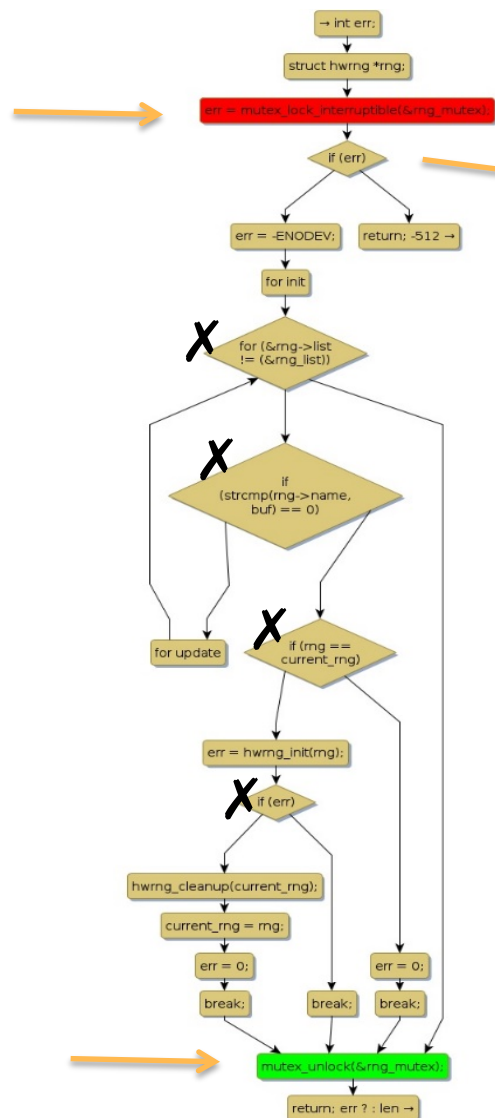 → int err;
struct hwrng *rng;
err = mutex_lock_interruptible(&rng_mutex);
if (err)
err = -ENODEV;
return; -512 →
for init
for (&rng->list
!= (&rng_list))
if
(strcmp(rng->name,
buf) == 0)
for update
if (rng ==
current_rng)
err = hwrng_init(rng);
if (err)
hwrng_cleanup(current_rng);
current_rng = rng;
err = 0;
err = 0;
break;
break;
break;
mutex_unlock(&rng_mutex);
return; err ? : len →